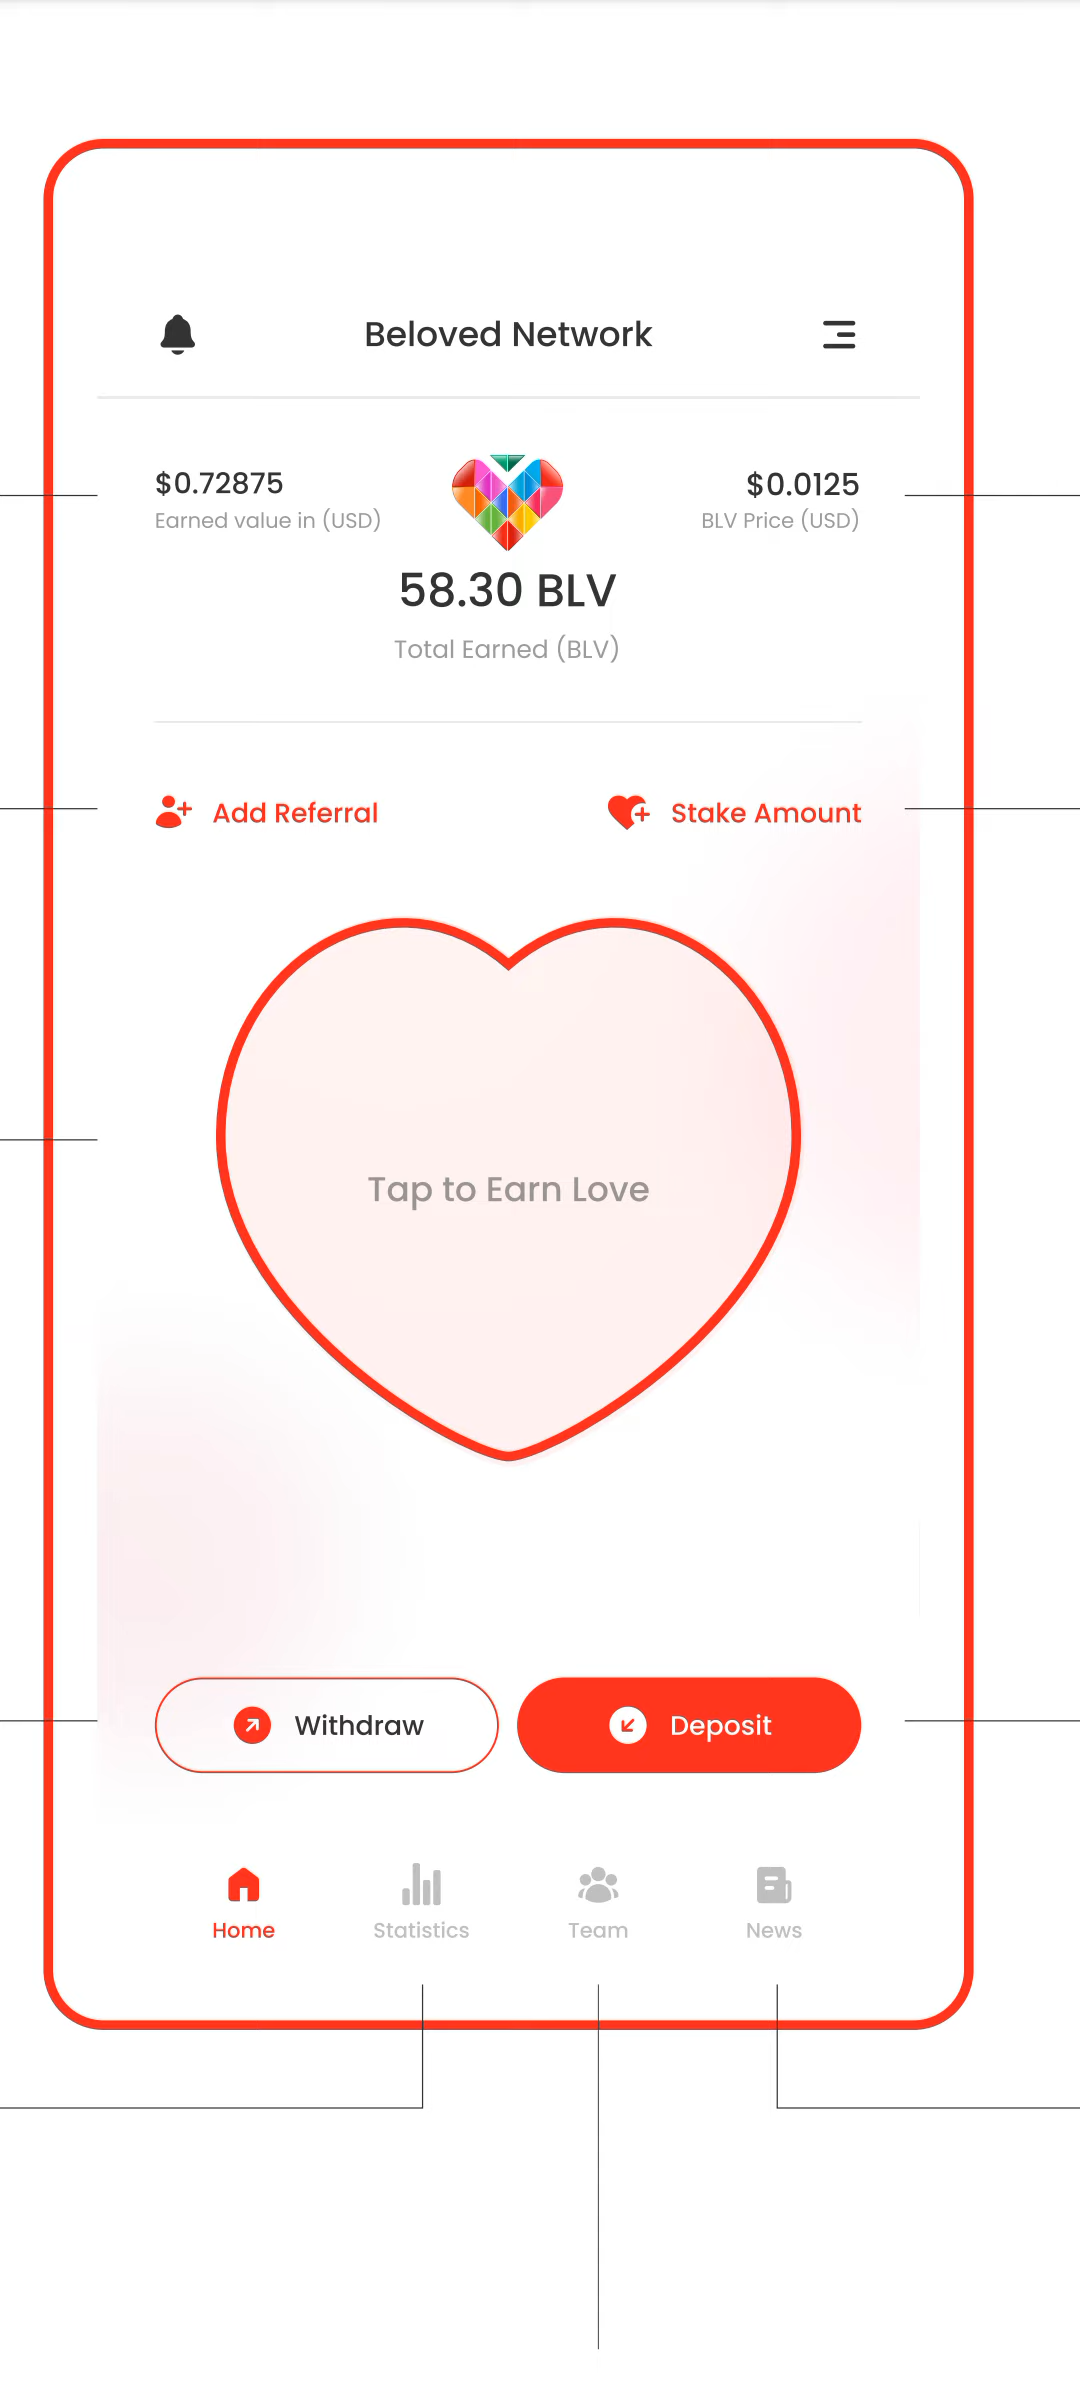 Beloved Network
$0.72875
Earned value in (USD)
$0.0125
BLV Price (USD)
58.30 BLV
Total Earned (BLV)
Add Referral
Stake Amount
Tap to Earn Love
Withdraw
Deposit
Home
Statistics
Team
News